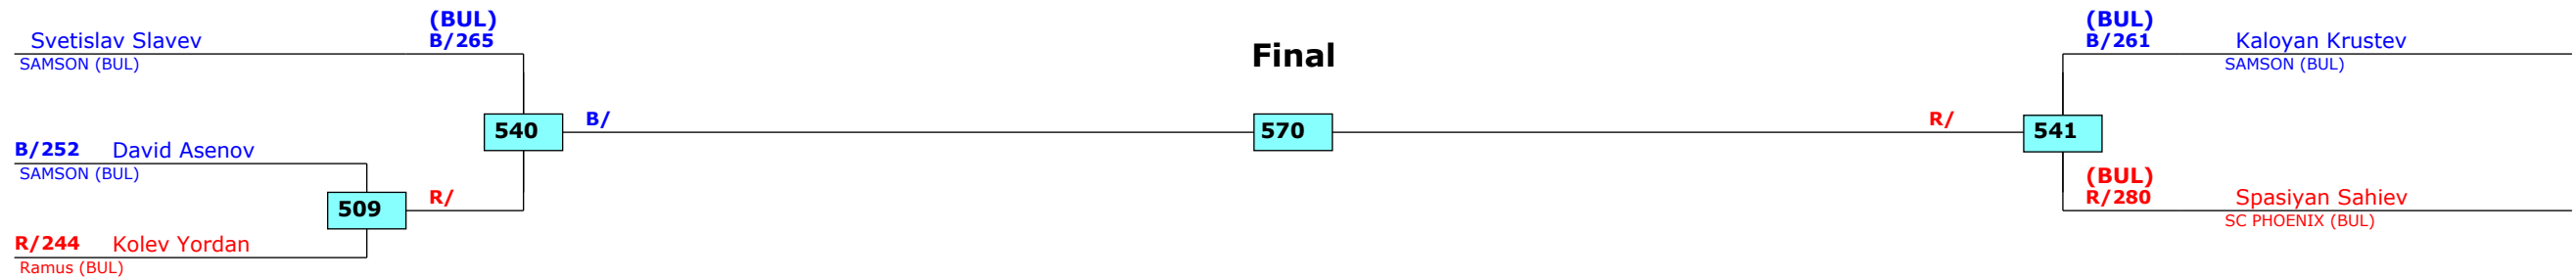 (BUL)
Svetislav Slavev B/265
SAMSON (BUL)
540
B/
B/252 David Asenov
SAMSON (BUL)
509
R/
R/244 Kolev Yordan
Ramus (BUL)
Final
570
(BUL)
B/261 Kaloyan Krustev
SAMSON (BUL)
R/
541
(BUL)
R/280 Spasiyan Sahiev
SC PHOENIX (BUL)